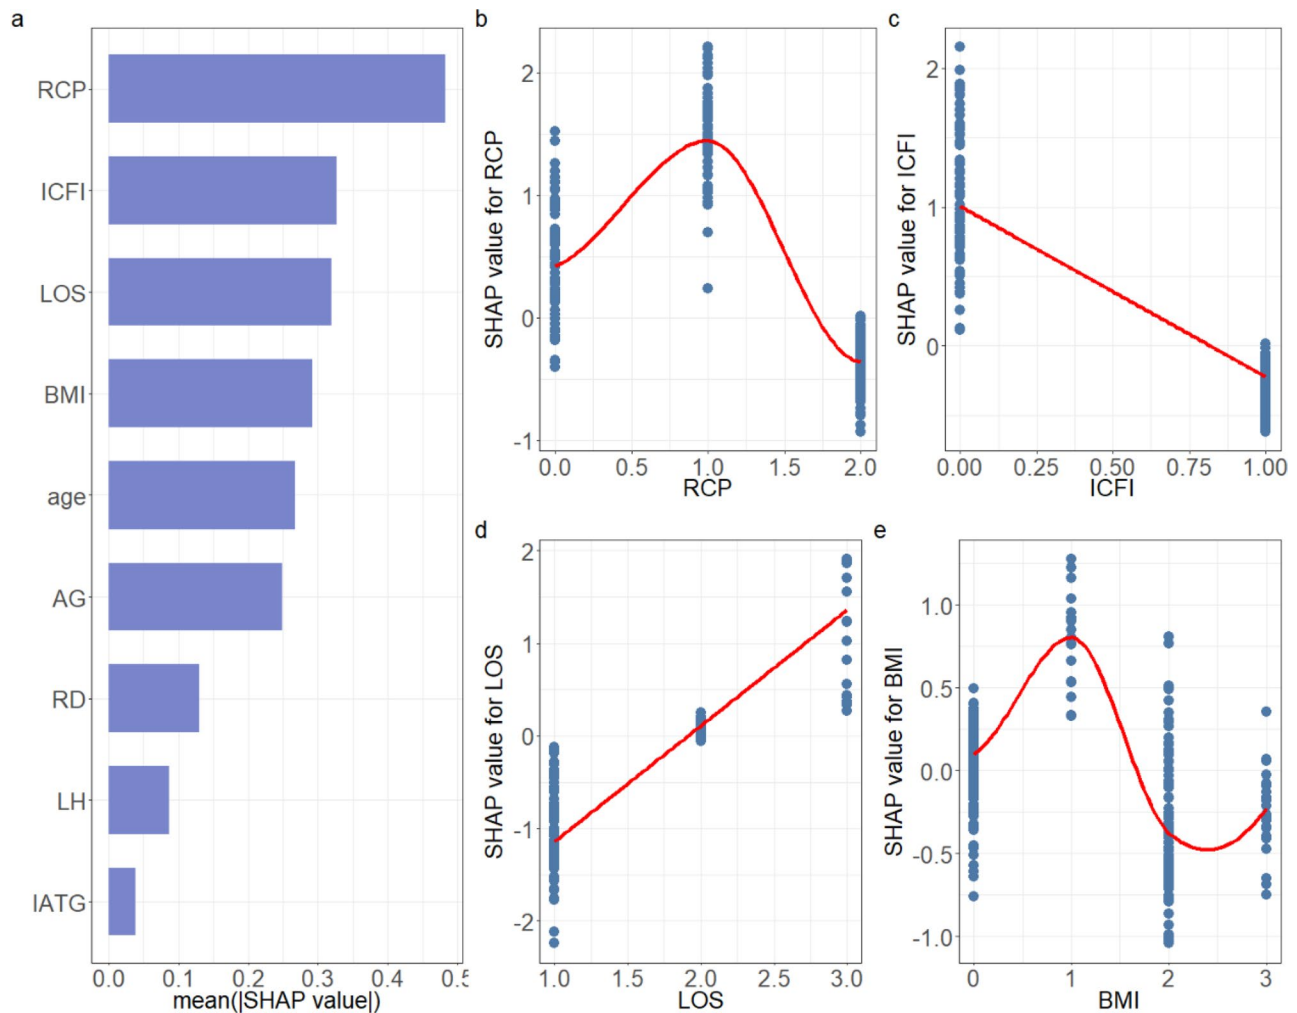 a
RCP
ICFI
LOS
BMI
age
AG
RD
LH
IATG
0.0 0.1 0.2 0.3 0.4 0.5
mean(|SHAP value|)
b
SHAP value for RCP
2
1
0
-1
0.0 0.5 1.0 1.5 2.0
RCP
c
SHAP value for ICFI
2
1
0
0.00 0.25 0.50 0.75 1.00
ICFI
d
SHAP value for LOS
2
1
0
-1
-2
1.0 1.5 2.0 2.5 3.0
LOS
e
SHAP value for BMI
1.0
0.5
0.0
-0.5
-1.0
0 1 2 3
BMI